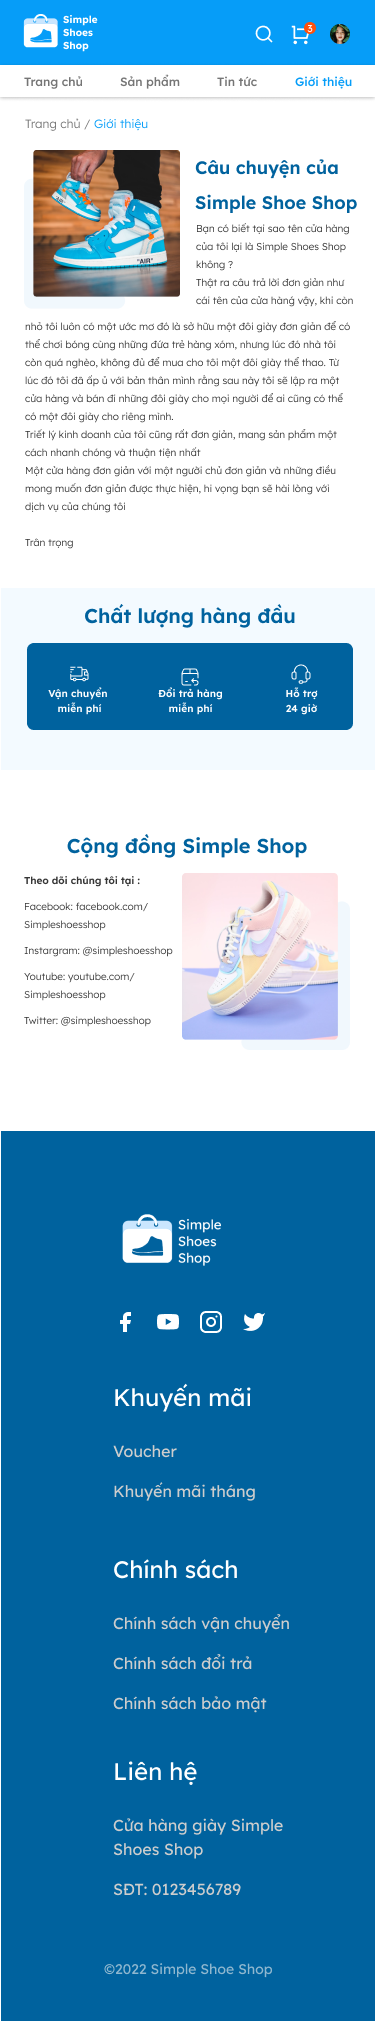 Simple
Shoes
Shop
3
Trang chủ
Sản phẩm
Tin tức
Giới thiệu
Trang chủ / Giới thiệu
Câu chuyện của
Simple Shoe Shop
Bạn có biết tại sao tên cửa hàng
của tôi lại là Simple Shoes Shop
không ?
Thật ra câu trả lời đơn giản như
cái tên của cửa hàng vậy, khi còn
nhỏ tôi luôn có một ước mơ đó là sở hữu một đôi giày đơn giản để có
thể chơi bóng cùng những đứa trẻ hàng xóm, nhưng lúc đó nhà tôi
còn quá nghèo, không đủ để mua cho tôi một đôi giày thể thao. Từ
lúc đó tôi đã ấp ủ với bản thân mình rằng sau này tôi sẽ lập ra một
cửa hàng và bán đi những đôi giày cho mọi người để ai cũng có thể
có một đôi giày cho riêng mình.
Triết lý kinh doanh của tôi cũng rất đơn giản, mang sản phẩm một
cách nhanh chóng và thuận tiện nhất
Một cửa hàng đơn giản với một người chủ đơn giản và những điều
mong muốn đơn giản được thực hiện, hi vọng bạn sẽ hài lòng với
dịch vụ của chúng tôi
Trân trọng
"AIR"
Chất lượng hàng đầu
Vận chuyển
miễn phí
Đổi trả hàng
miễn phí
Hỗ trợ
24 giờ
Cộng đồng Simple Shop
Theo dõi chúng tôi tại :
Facebook: facebook.com/
Simpleshoesshop
Instargram: @simpleshoesshop
Youtube: youtube.com/
Simpleshoesshop
Twitter: @simpleshoesshop
Simple
Shoes
Shop
Khuyến mãi
Voucher
Khuyến mãi tháng
Chính sách
Chính sách vận chuyển
Chính sách đổi trả
Chính sách bảo mật
Liên hệ
Cửa hàng giày Simple
Shoes Shop
SĐT: 0123456789
©2022 Simple Shoe Shop